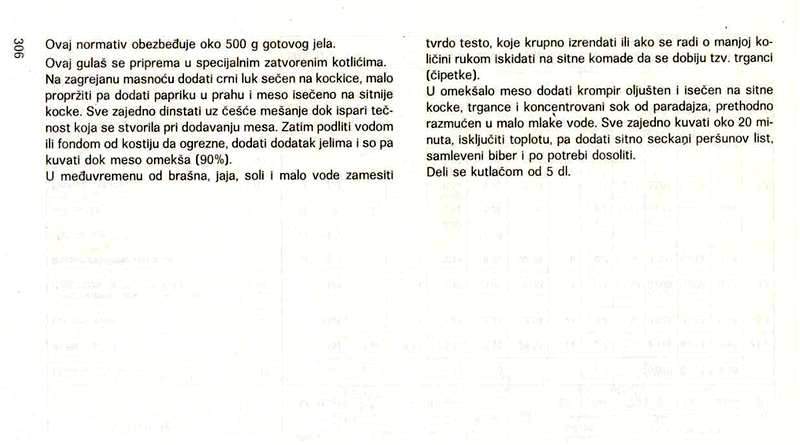 306
Ovaj normativ obezbeđuje oko 500 g gotovog jela.
Ovaj gulaš se priprema u specijalnim zatvorenim kotlićima.
Na zagrejanu masnoću dodati crni luk sečen na kockice, malo
propržiti pa dodati papriku u prahu i meso isečeno na sitnije
kocke. Sve zajedno dinstati uz češće mešanje dok ispari teč-
nost koja se stvorila pri dodavanju mesa. Zatim podliti vodom
ili fondom od kostiju da ogrezne, dodati dodatak jelima i so pa
kuvati dok meso omekša (90%).
U međuvremenu od brašna, jaja, soli i malo vode zamesiti
tvrdo testo, koje krupno izrendati ili ako se radi o manjoj ko-
ličini rukom iskidati na sitne komade da se dobiju tzv. trganci
(čipetke).
U omekšalo meso dodati krompir oljušten i isečen na sitne
kocke, trgance i koncentrovani sok od paradajza, prethodno
razmućen u malo mlake vode. Sve zajedno kuvati oko 20 mi-
nuta, isključiti toplotu, pa dodati sitno seckani peršunov list,
samleveni biber i po potrebi dosoliti.
Deli se kutlačom od 5 dl.